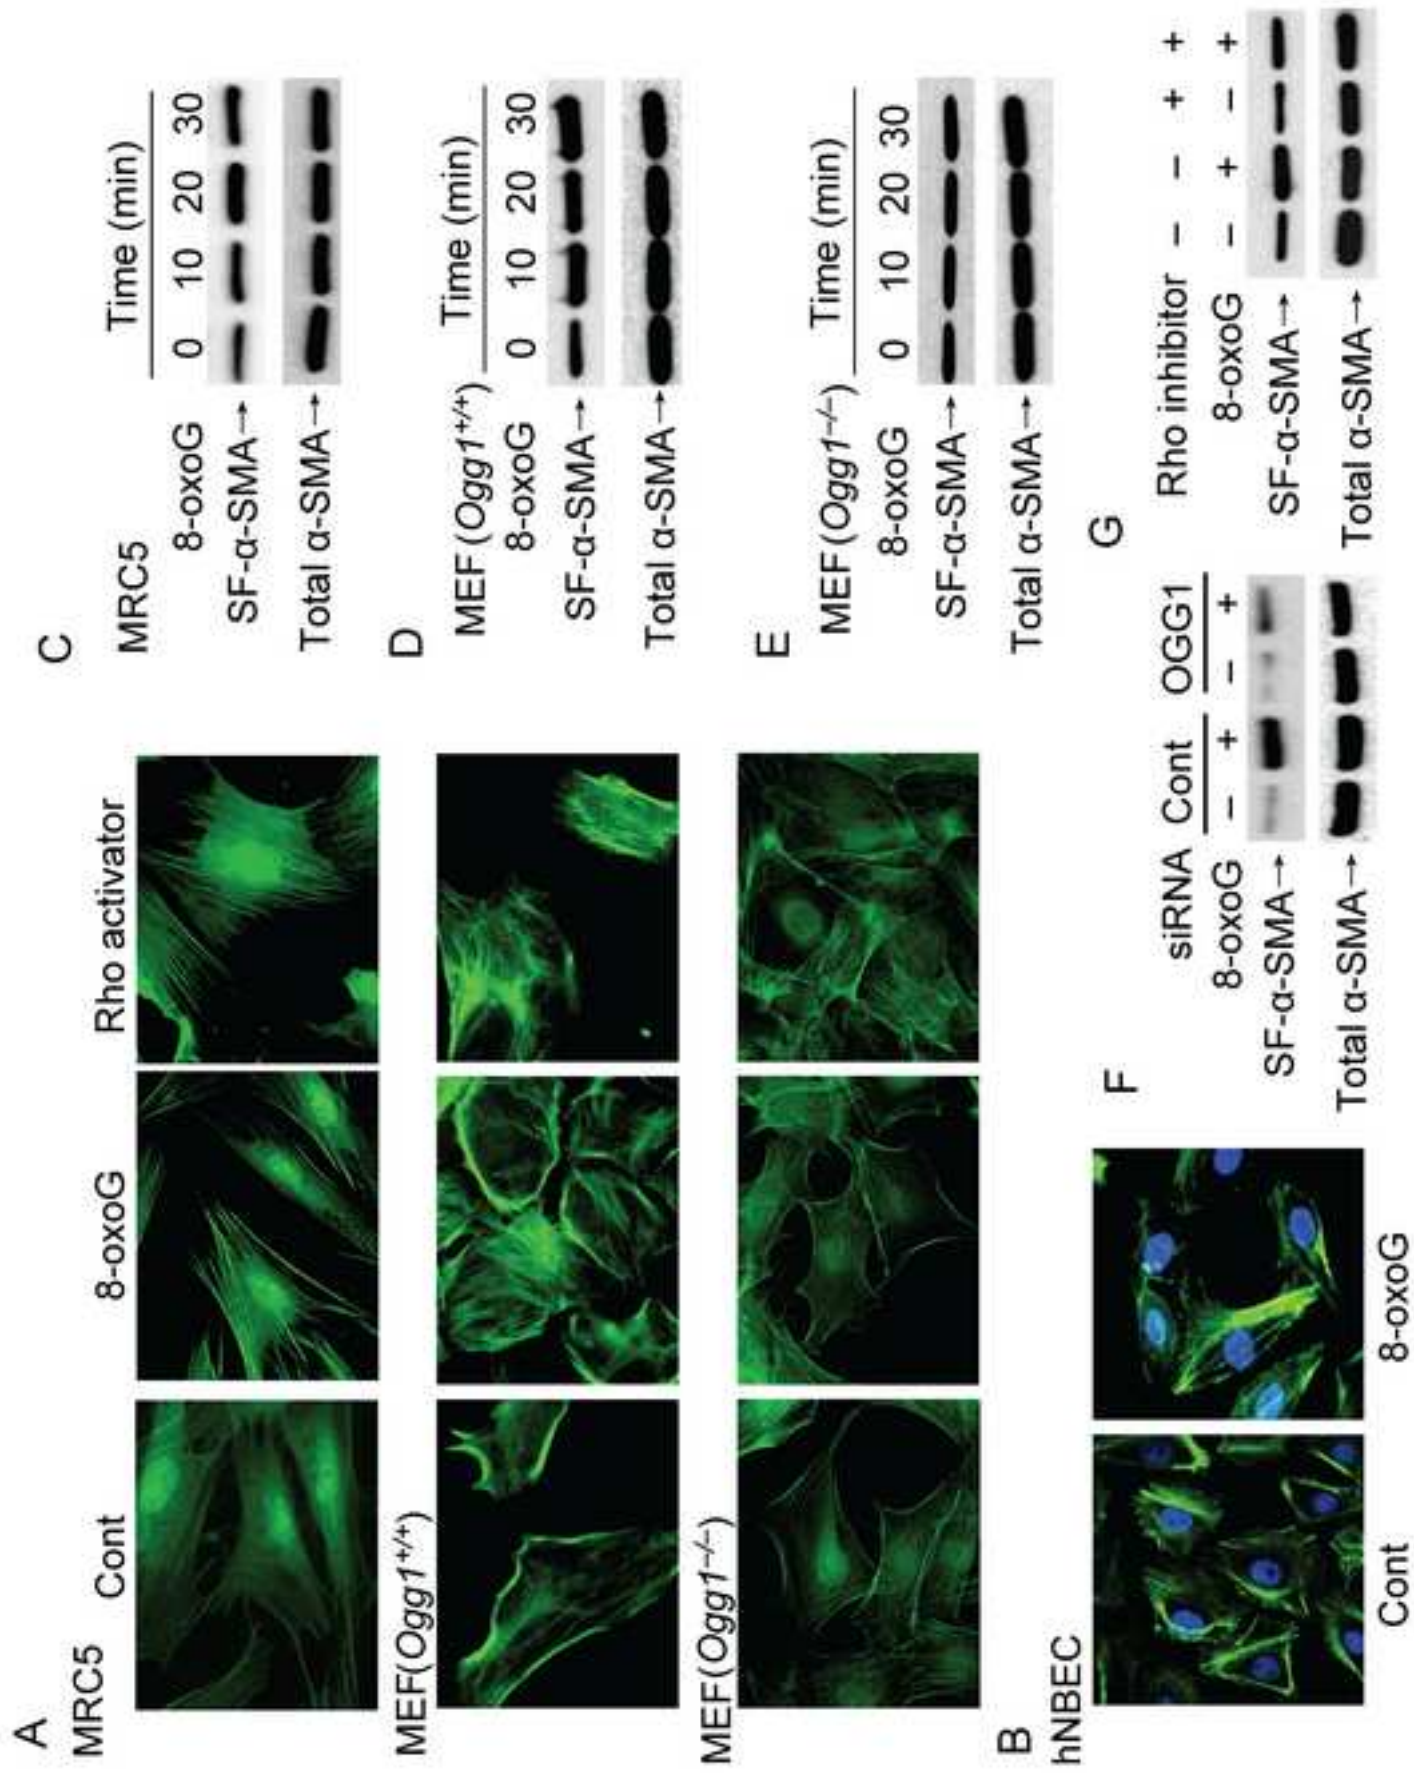 A
MRC5
Cont 8-oxoG Rho activator
MEF(Ogg1+/+)
MEF(Ogg1−/−)
B
hNBEC
Cont 8-oxoG
C
MRC5
Time (min)
8-oxoG 0 10 20 30
SF-α-SMA→
Total α-SMA→
D
MEF (Ogg1+/+) Time (min)
8-oxoG 0 10 20 30
SF-α-SMA→
Total α-SMA→
E
MEF (Ogg1−/−) Time (min)
8-oxoG 0 10 20 30
SF-α-SMA→
Total α-SMA→
F
siRNA Cont OGG1
8-oxoG − + − +
SF-α-SMA→
Total α-SMA→
G
Rho inhibitor − − + +
8-oxoG − + − +
SF-α-SMA→
Total α-SMA→